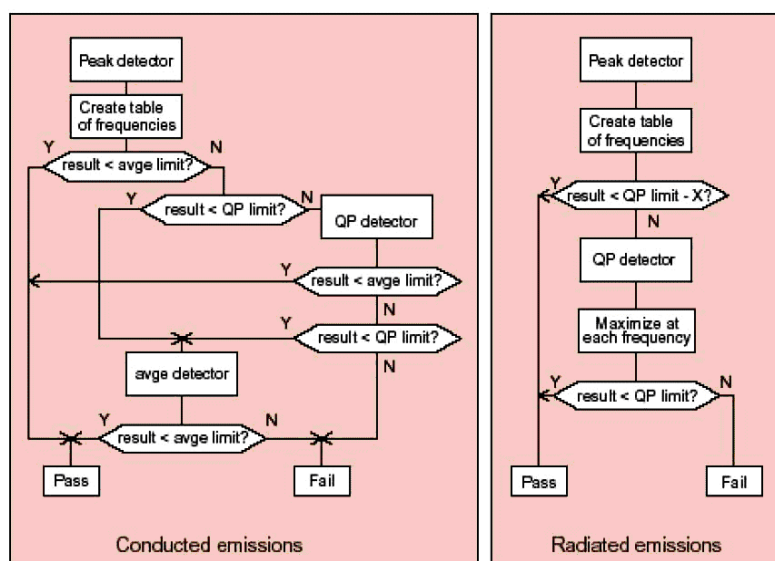 Peak detector
Create table
of frequencies
Y
N
result < avge limit?
Y
N
result < QP limit?
QP detector
Y
result < avge limit?
N
Y
result < QP limit?
N
avge detector
Y
N
result < avge limit?
Pass
Fail
Conducted emissions
Peak detector
Create table
of frequencies
Y
result < QP limit - X?
N
QP detector
Maximize at
each frequency
Y
N
result < QP limit?
Pass
Fail
Radiated emissions